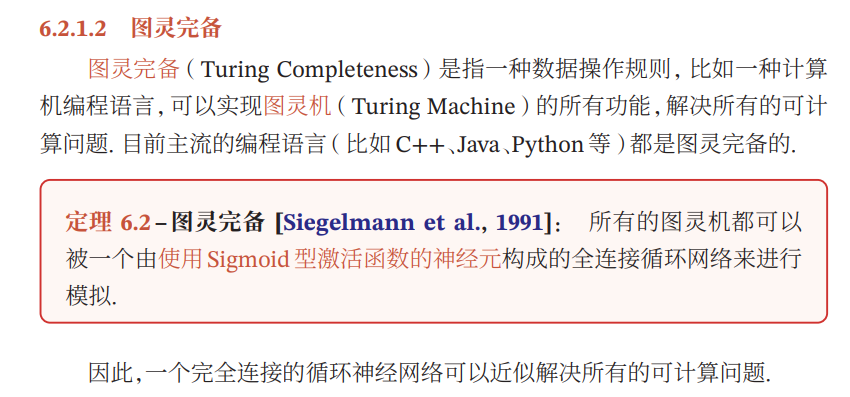 6.2.1.2 图灵完备
图灵完备（Turing Completeness）是指一种数据操作规则，比如一种计算
机编程语言，可以实现图灵机（Turing Machine）的所有功能，解决所有的可计
算问题. 目前主流的编程语言（比如 C++、Java、Python 等）都是图灵完备的.
定理 6.2 – 图灵完备 [Siegelmann et al., 1991]： 所有的图灵机都可以
被一个由使用 Sigmoid 型激活函数的神经元构成的全连接循环网络来进行
模拟.
因此，一个完全连接的循环神经网络可以近似解决所有的可计算问题.